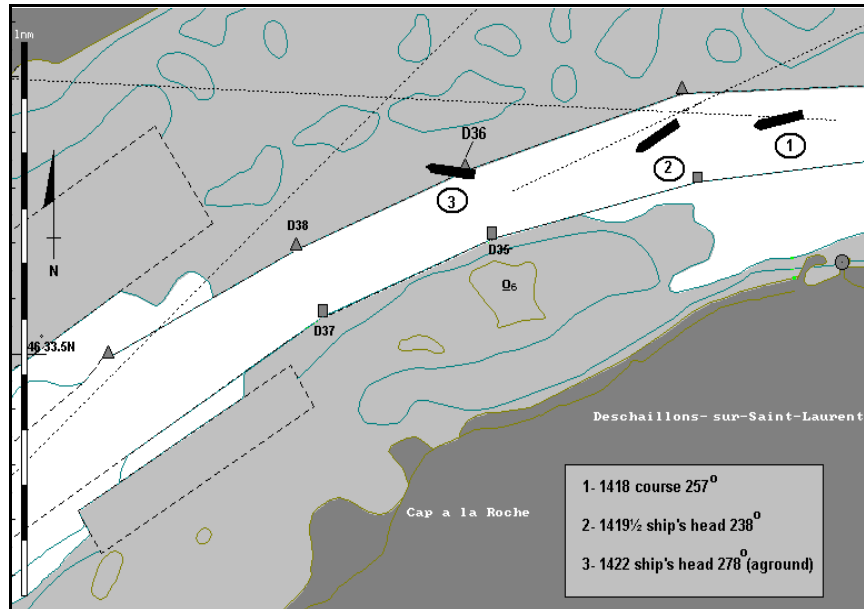 1nm
D36
1
2
3
D38
D35
N
O6
D37
46 33.5N
Deschaillons- sur-Saint-Laurent
Cap a la Roche
1- 1418 course 257°
2- 1419½ ship's head 238°
3- 1422 ship's head 278° (aground)